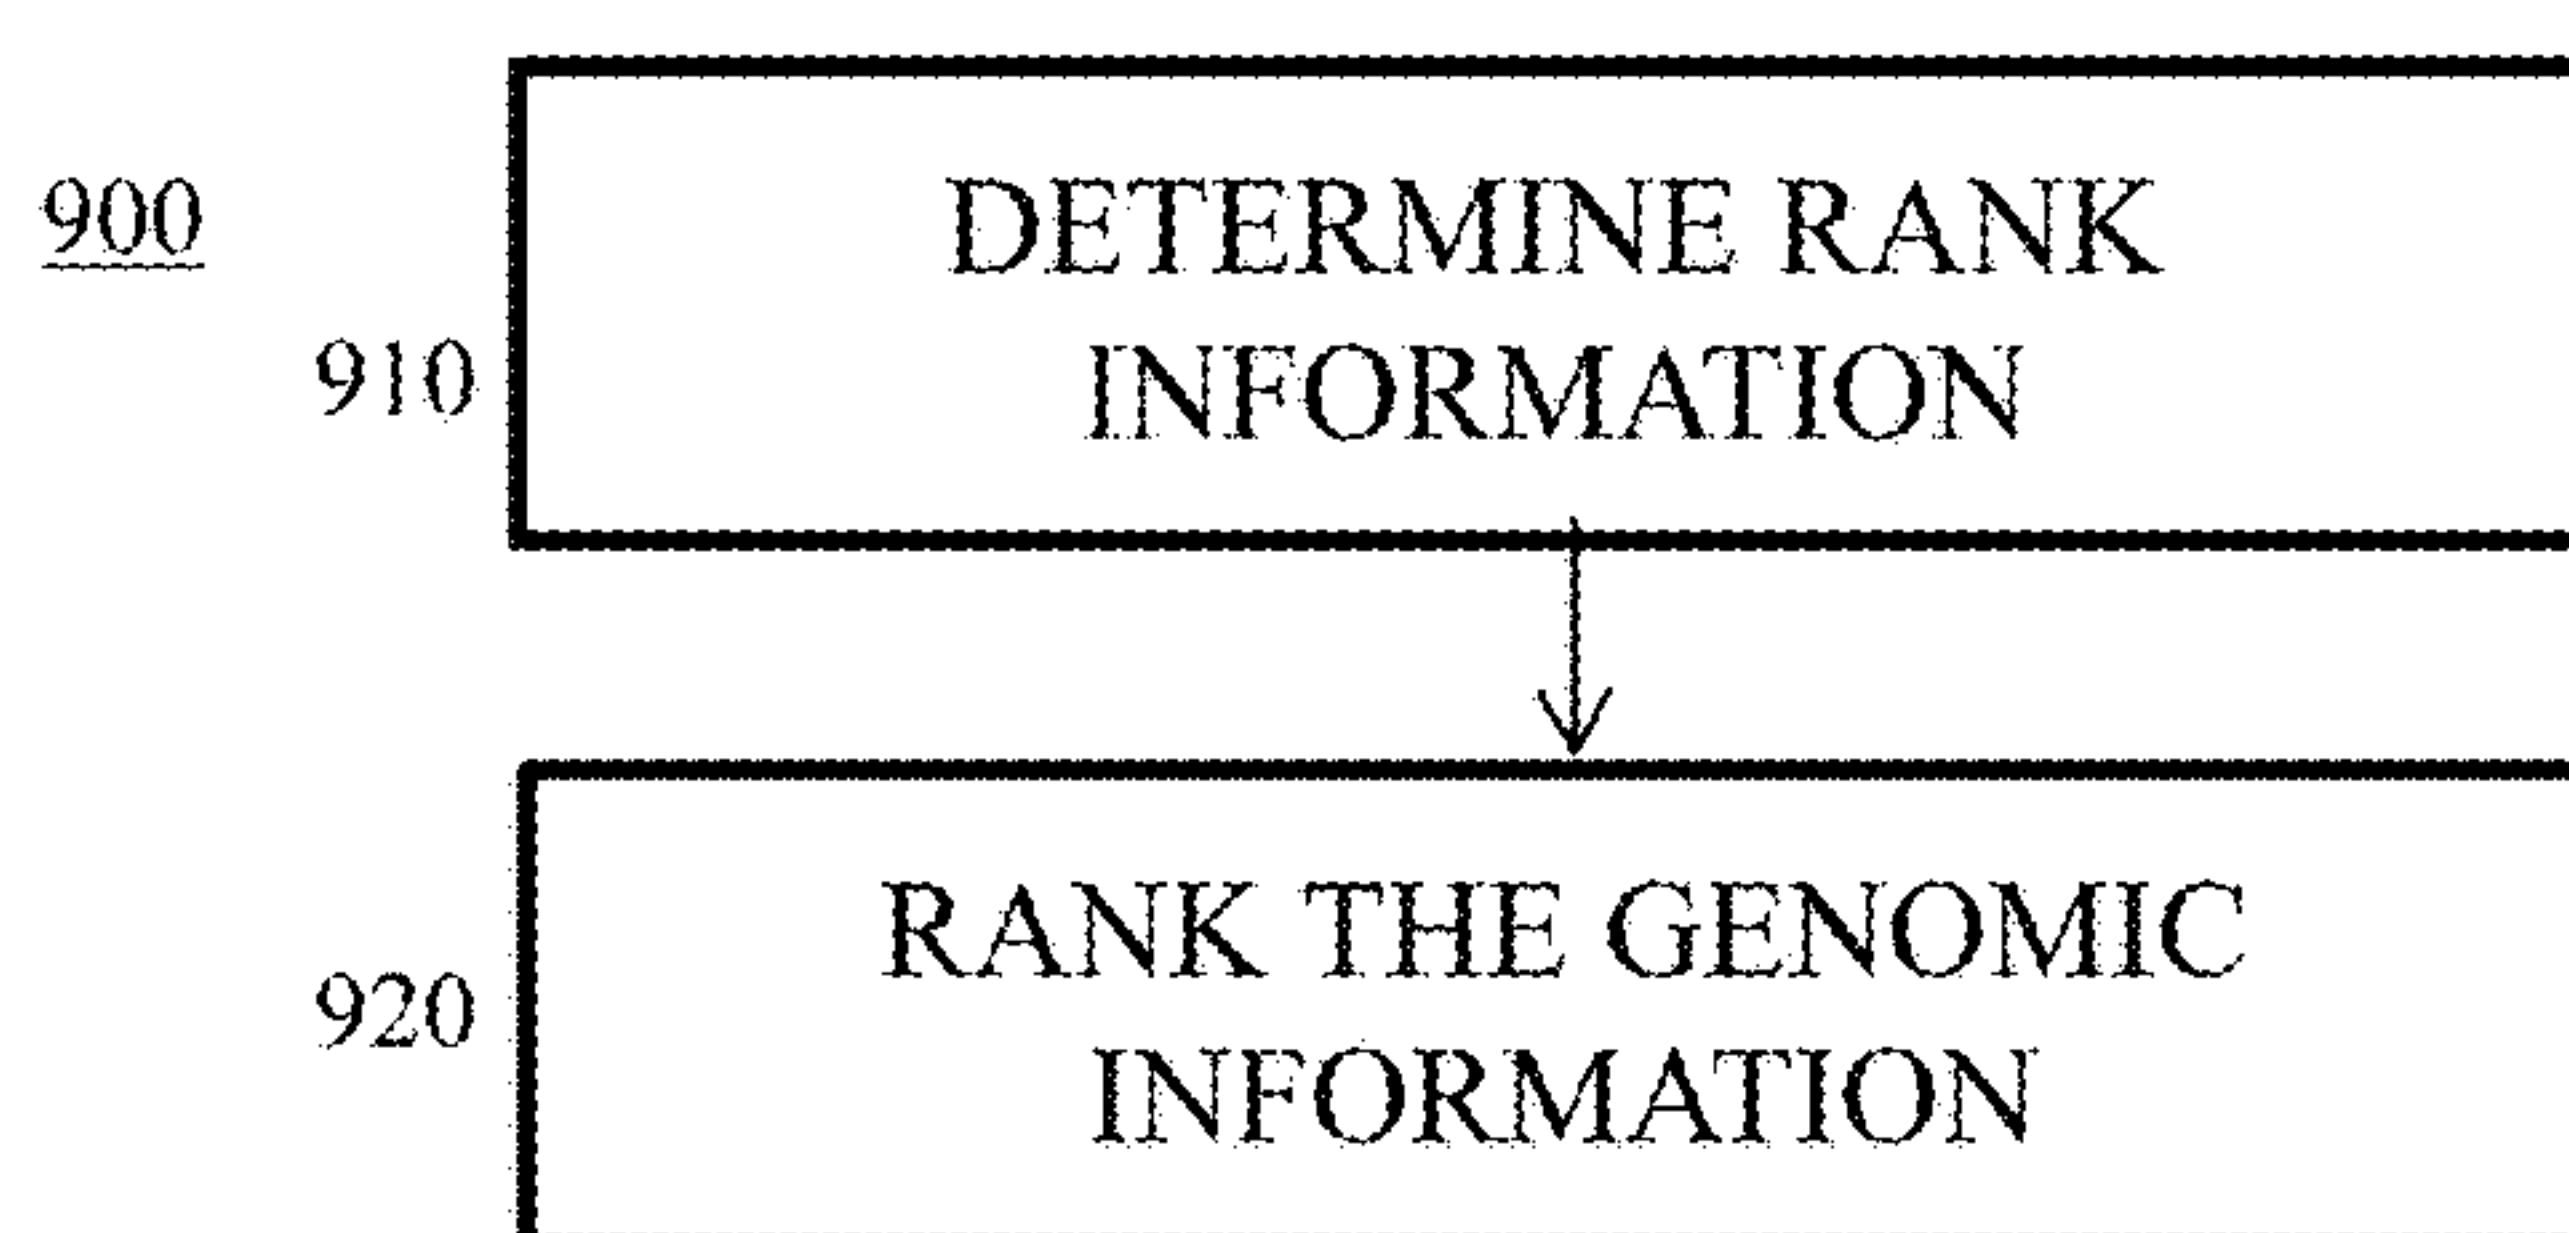 900
DETERMINE RANK
INFORMATION
910
RANK THE GENOMIC
INFORMATION
920